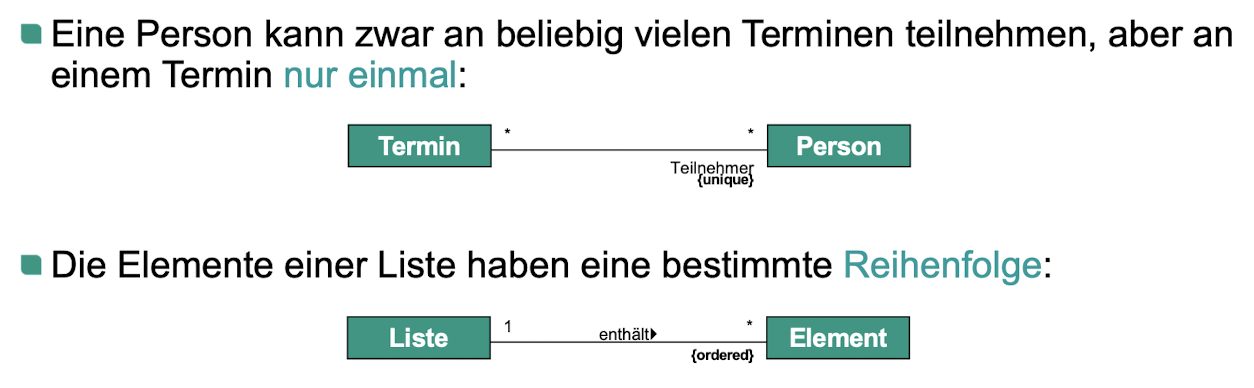 Eine Person kann zwar an beliebig vielen Terminen teilnehmen, aber an
einem Termin nur einmal:
Termin * * Person
Teilnehmer
{unique}
Die Elemente einer Liste haben eine bestimmte Reihenfolge:
Liste 1 enthält * Element
{ordered}